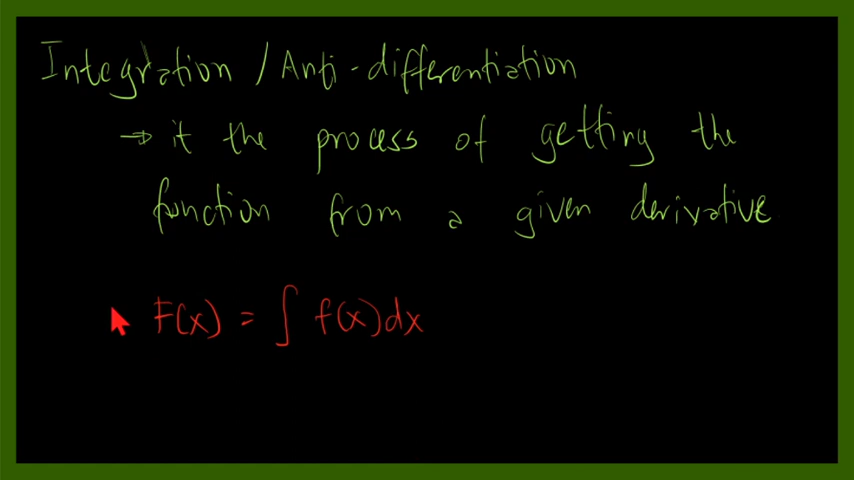 Integration / Anti-differentiation
→ it the process of getting the
function from a given derivative
F(x) = ∫ f(x)dx